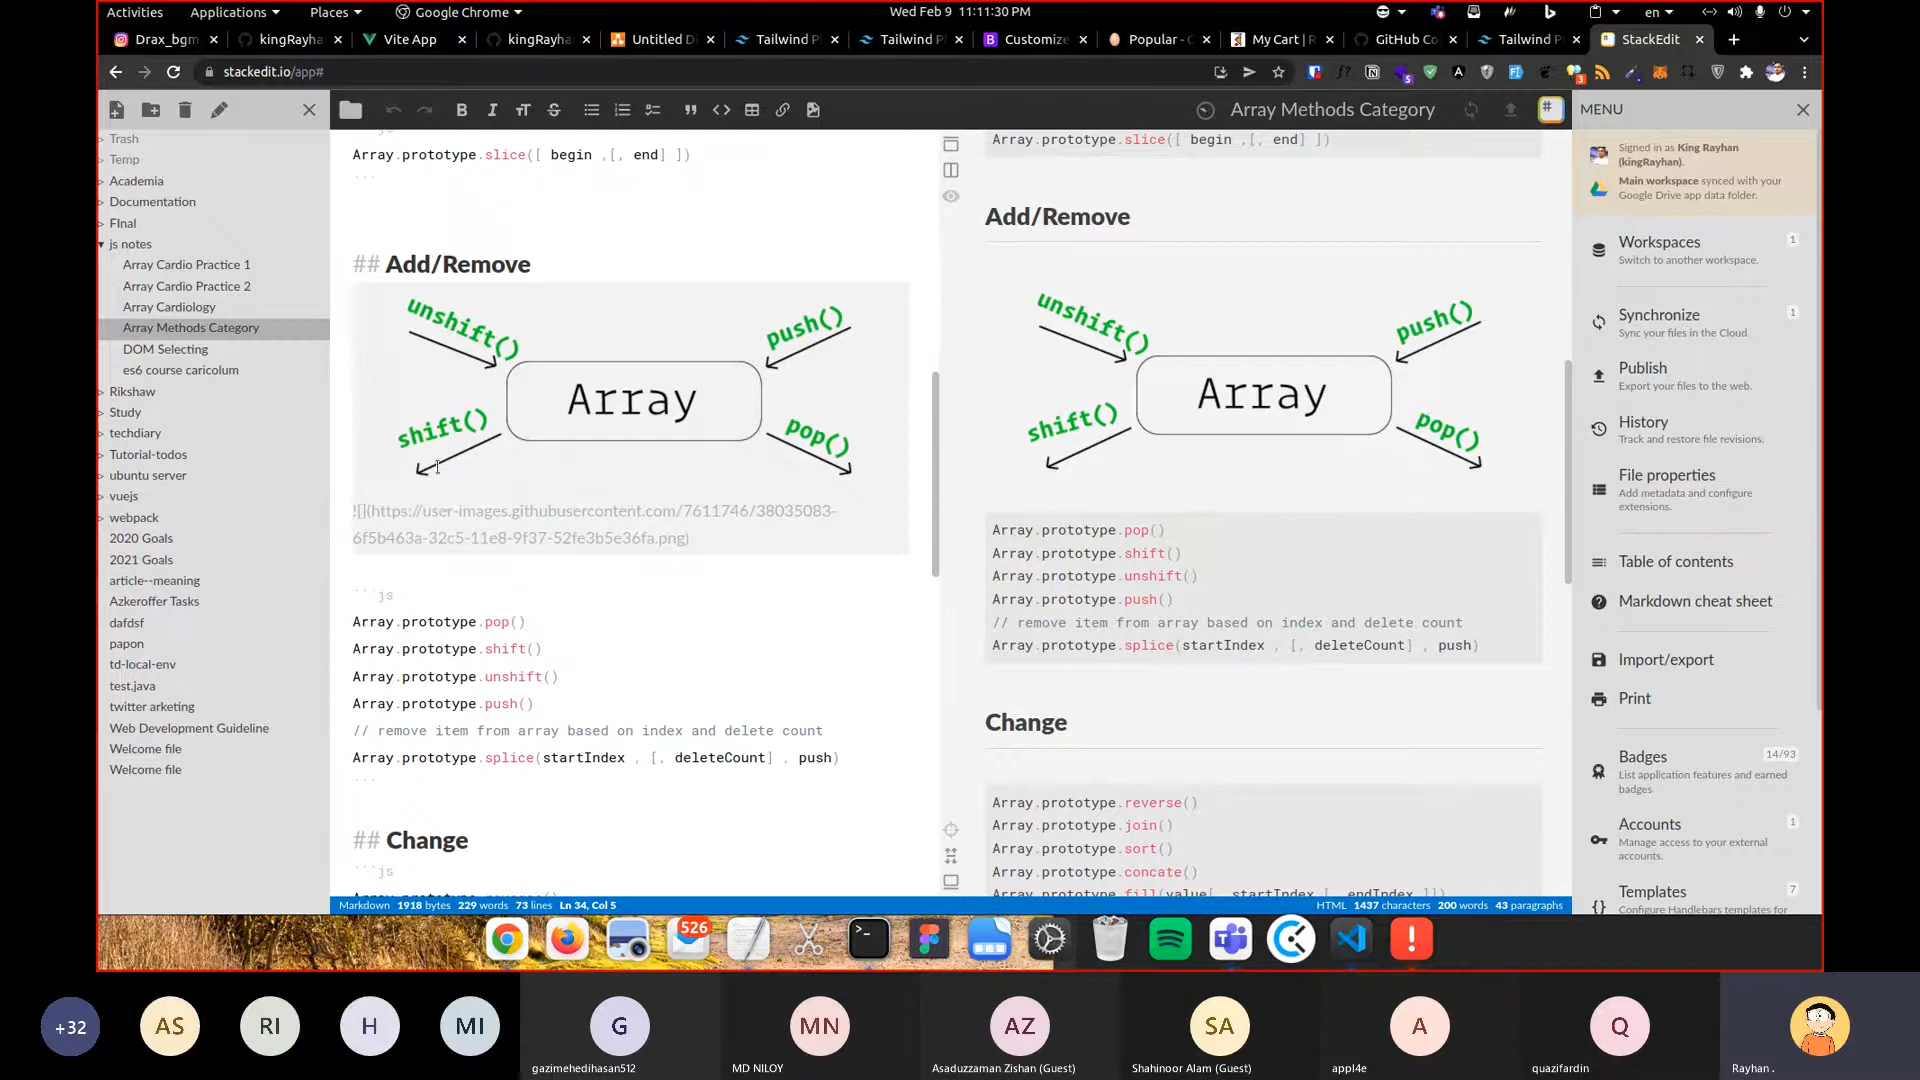 Activities Applications Places Google Chrome Wed Feb 9 11:11:30 PM en
Drax_bgm kingRayha Vite App kingRayha Untitled D Tailwind P Tailwind P Customize Popular - My Cart | R GitHub Co Tailwind P StackEdit
stackedit.io/app#
Array Methods Category
MENU
Trash
Temp
Academia
Documentation
FInal
js notes
Array Cardio Practice 1
Array Cardio Practice 2
Array Cardiology
Array Methods Category
DOM Selecting
es6 course caricolum
Rikshaw
Study
techdiary
Tutorial-todos
ubuntu server
vuejs
webpack
2020 Goals
2021 Goals
article--meaning
Azkeroffer Tasks
dafdsf
papon
td-local-env
test.java
twitter arketing
Web Development Guideline
Welcome file
Welcome file
Array.prototype.slice([ begin ,[, end] ])
```
## Add/Remove
unshift()
push()
Array
shift()
pop()
![](https://user-images.githubusercontent.com/7611746/38035083-
6f5b463a-32c5-11e8-9f37-52fe3b5e36fa.png)
```js
Array.prototype.pop()
Array.prototype.shift()
Array.prototype.unshift()
Array.prototype.push()
// remove item from array based on index and delete count
Array.prototype.splice(startIndex , [, deleteCount] , push)
```
## Change
```js
Array.prototype.slice([ begin ,[, end] ])
Add/Remove
unshift()
push()
Array
shift()
pop()
Array.prototype.pop()
Array.prototype.shift()
Array.prototype.unshift()
Array.prototype.push()
// remove item from array based on index and delete count
Array.prototype.splice(startIndex , [, deleteCount] , push)
Change
Array.prototype.reverse()
Array.prototype.join()
Array.prototype.sort()
Array.prototype.concate()
Array.prototype.fill(value[, startIndex [, endIndex ]])
Signed in as King Rayhan
(kingRayhan).
Main workspace synced with your
Google Drive app data folder.
Workspaces 1
Switch to another workspace.
Synchronize 1
Sync your files in the Cloud.
Publish
Export your files to the web.
History
Track and restore file revisions.
File properties
Add metadata and configure
extensions.
Table of contents
Markdown cheat sheet
Import/export
Print
Badges 14/93
List application features and earned
badges
Accounts 1
Manage access to your external
accounts.
Templates 7
Configure Handlebars templates for
Markdown 1918 bytes 229 words 73 lines Ln 34, Col 5 HTML 1437 characters 200 words 43 paragraphs
526
+32 AS RI H MI G MN AZ SA A Q
gazimehedihasan512 MD NILOY Asaduzzaman Zishan (Guest) Shahinoor Alam (Guest) appl4e quazifardin Rayhan .